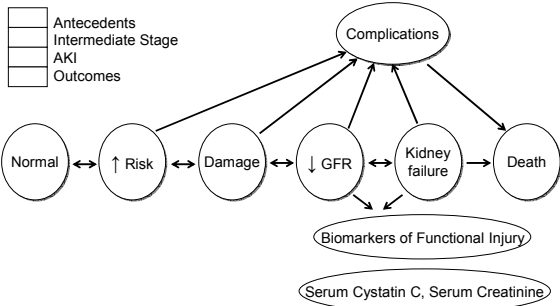 Antecedents
Intermediate Stage
AKI
Outcomes
Complications
Normal
↑ Risk
Damage
↓ GFR
Kidney
failure
Death
Biomarkers of Functional Injury
Serum Cystatin C, Serum Creatinine